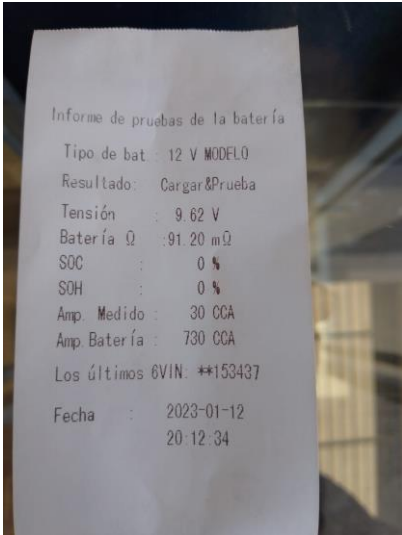 Informe de pruebas de la batería
Tipo de bat.: 12 V MODELO
Resultado: Cargar&Prueba
Tensión : 9.62 V
Batería Ω :91.20 mΩ
SOC : 0 %
SOH : 0 %
Amp. Medido : 30 CCA
Amp.Batería : 730 CCA
Los últimos 6VIN: **153437
Fecha : 2023-01-12
20:12:34